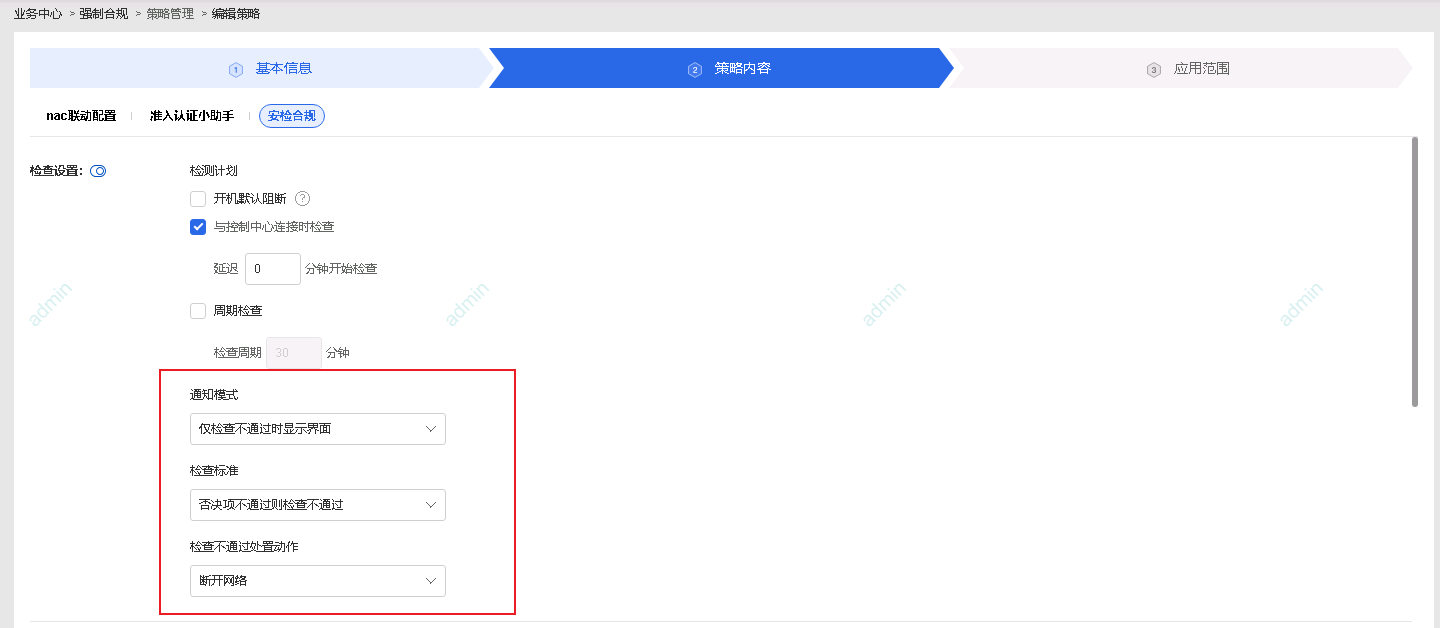 业务中心 > 强制合规 > 策略管理 > 编辑策略
1 基本信息
2 策略内容
3 应用范围
nac联动配置
准入认证小助手
安检合规
检查设置:
检测计划
开机默认阻断 ?
与控制中心连接时检查
延迟 0 分钟开始检查
admin admin admin admin
周期检查
检查周期 30 分钟
通知模式
仅检查不通过时显示界面
检查标准
否决项不通过则检查不通过
检查不通过处置动作
断开网络